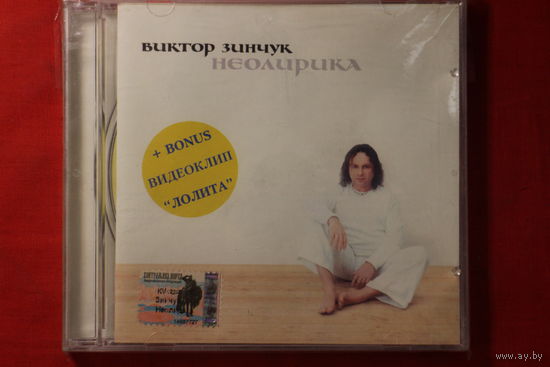 ВИКТОР ЗИНЧУК
НЕОЛИРИКА
+ BONUS
ВИДЕОКЛИП
"ЛОЛИТА"
www.ay.by